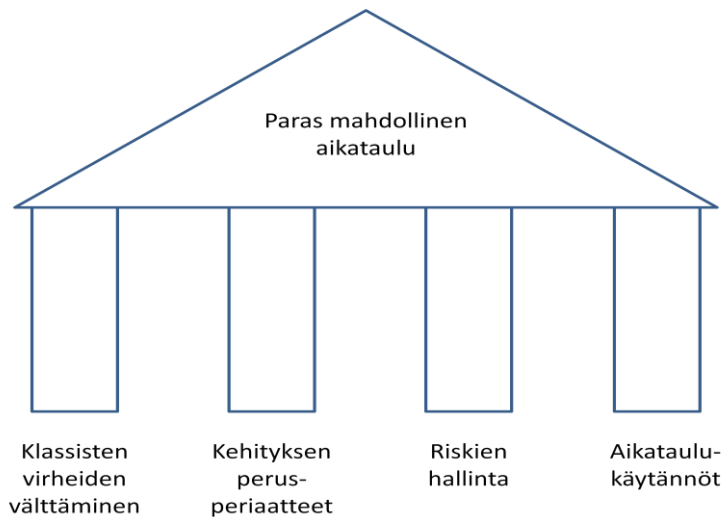 Paras mahdollinen
aikataulu
Klassisten
virheiden
välttäminen
Kehityksen
perus-
periaatteet
Riskien
hallinta
Aikataulu-
käytännöt